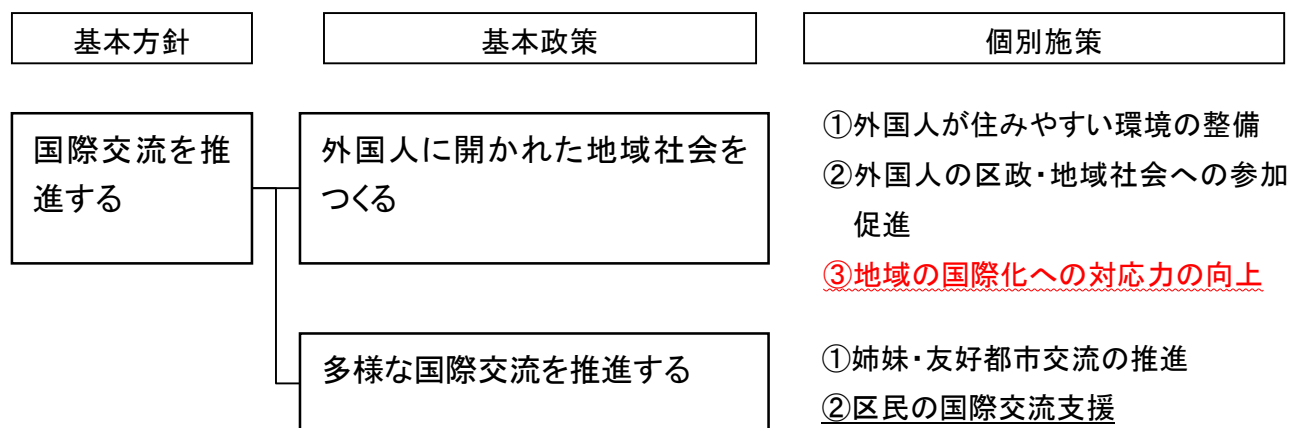 基本方針
基本政策
個別施策
国際交流を推
進する
外国人に開かれた地域社会を
つくる
①外国人が住みやすい環境の整備
②外国人の区政・地域社会への参加
促進
③地域の国際化への対応力の向上
多様な国際交流を推進する
①姉妹・友好都市交流の推進
②区民の国際交流支援